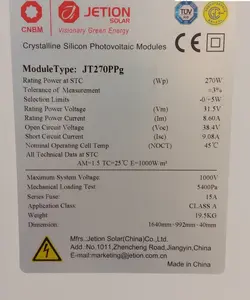 CNBM
JETION
SOLAR
Visionary Green Energy
TUV
Crystalline Silicon Photovoltaic Modules
ModuleType: JT270PPg
Rating Power at STC (Wp) 270W
Tolerance of Measurement ±3%
Selection Limits -0/+5W
Rating Power Voltage (Vm) 31.5V
Rating Power Current (Im) 8.60A
Open Circuit Voltage (Voc) 38.4V
Short Circuit Current (Isc) 9.08A
Nominal Operating Cell Temp (NOCT) 45℃
All Technical Data at STC
AM=1.5 TC=25℃ E=1000W/m²
Maximum System Voltage 1000V
Mechanical Loading Test 5400Pa
Series Fuse 15A
Application Class CLASS A
Weight 19.5KG
Dimension 1640mm×992mm×40mm
Mfrs.:Jetion Solar(China)Co.,Ltd.
Add: No.1011,Zhencheng Road,Jiangyin,China
E-mail:marketing@jetion.com.cn